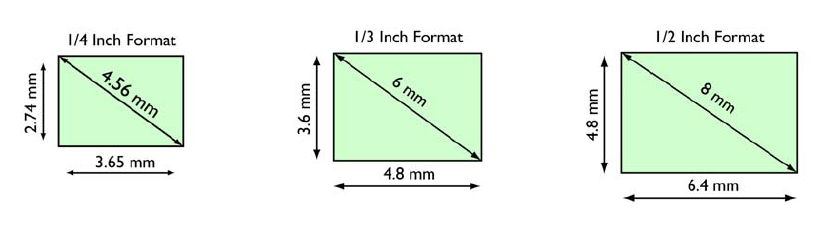 1/4 Inch Format
4.56 mm
2.74 mm
3.65 mm
1/3 Inch Format
6 mm
3.6 mm
4.8 mm
1/2 Inch Format
8 mm
4.8 mm
6.4 mm